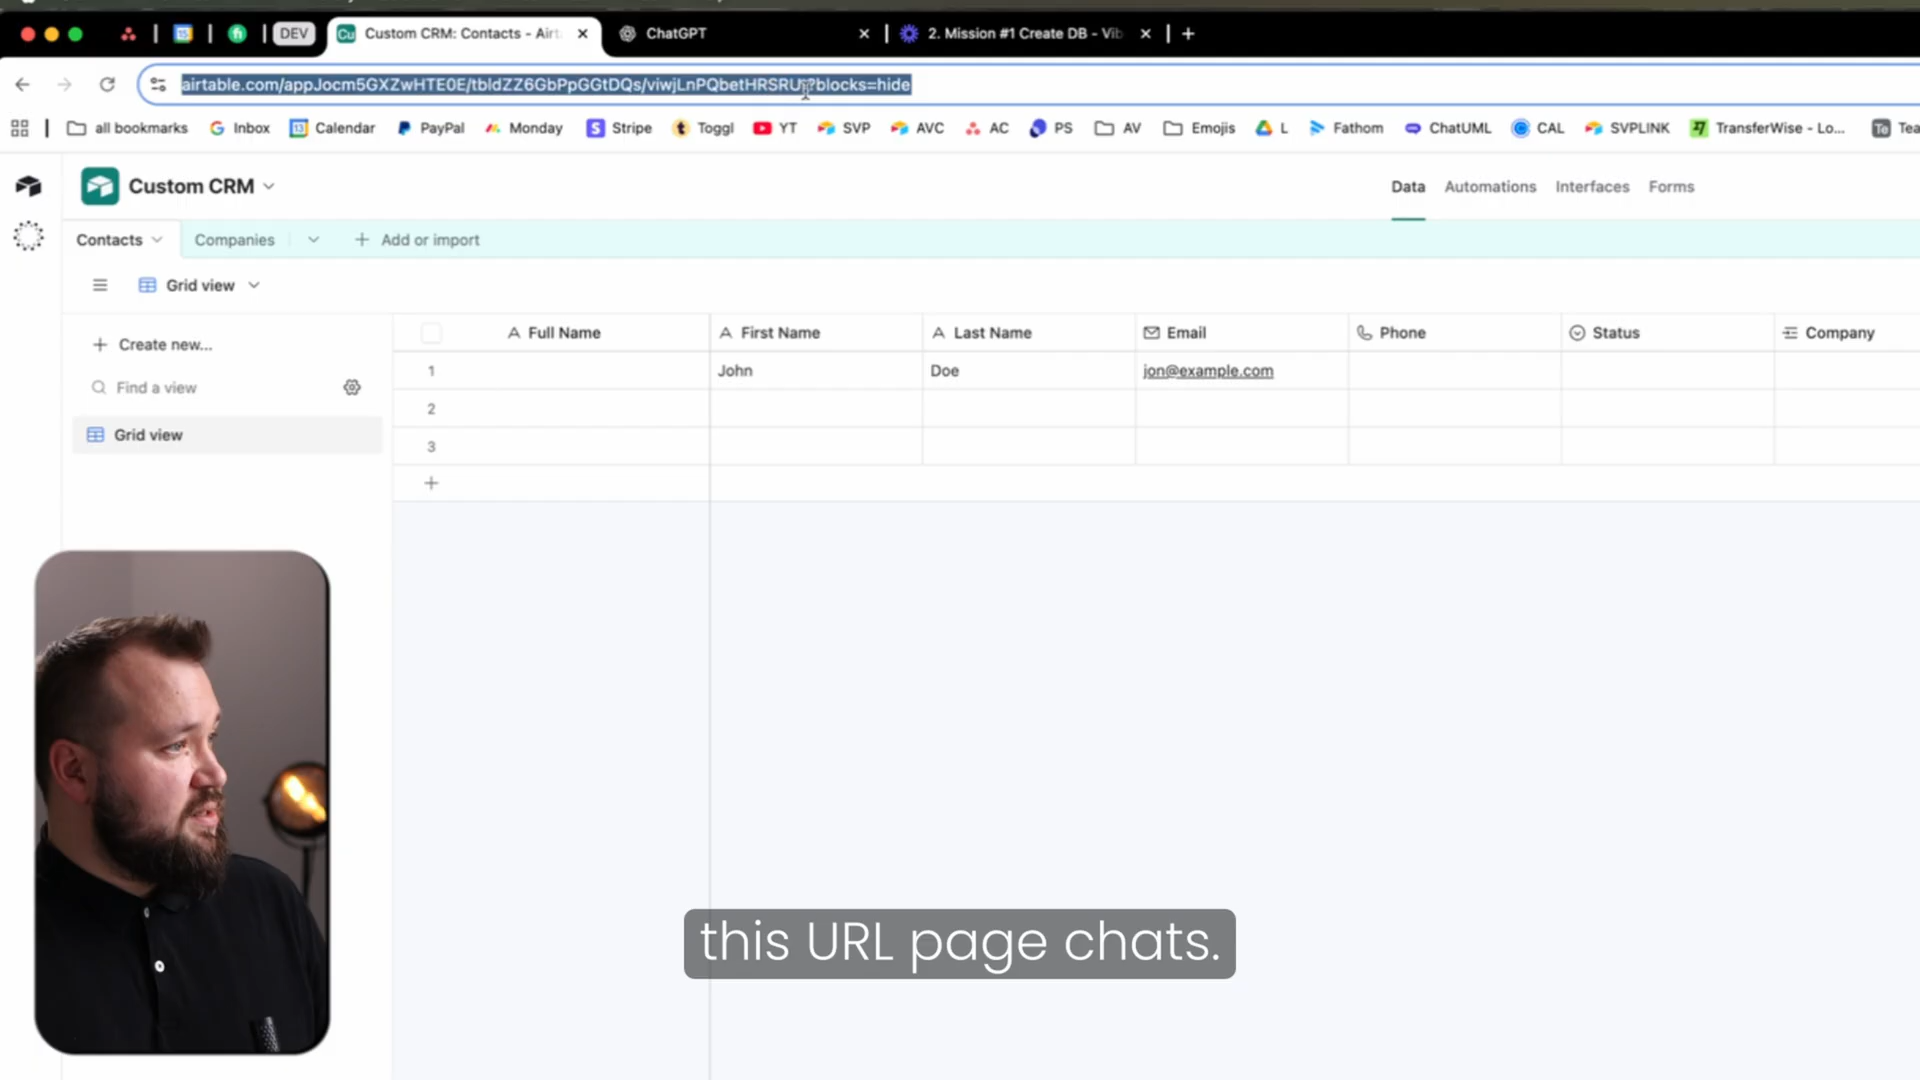 DEV
Custom CRM: Contacts - Airt
ChatGPT
2. Mission #1 Create DB - Vib
airtable.com/appJocm5GXZwHTE0E/tbldZZ6GbPpGGtDQs/viwjLnPQbetHRSRUI?blocks=hide
all bookmarks
Inbox
Calendar
PayPal
Monday
Stripe
Toggl
YT
SVP
AVC
AC
PS
AV
Emojis
L
Fathom
ChatUML
CAL
SVPLINK
TransferWise - Lo...
Tea
Custom CRM
Data
Automations
Interfaces
Forms
Contacts
Companies
Add or import
Grid view
Create new...
Find a view
Grid view
Full Name
First Name
Last Name
Email
Phone
Status
Company
1
John
Doe
jon@example.com
2
3
this URL page chats.